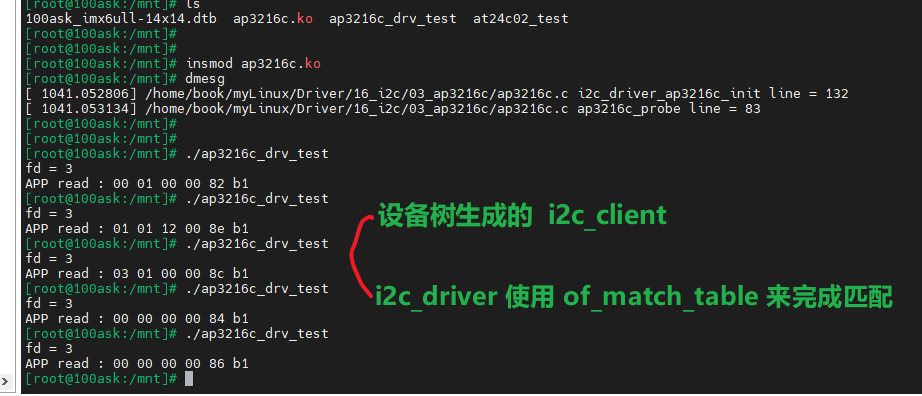 [root@100ask:/mnt]# ls
100ask_imx6ull-14x14.dtb  ap3216c.ko  ap3216c_drv_test  at24c02_test
[root@100ask:/mnt]#
[root@100ask:/mnt]#
[root@100ask:/mnt]# insmod ap3216c.ko
[root@100ask:/mnt]# dmesg
[ 1041.052806] /home/book/myLinux/Driver/16_i2c/03_ap3216c/ap3216c.c i2c_driver_ap3216c_init line = 132
[ 1041.053134] /home/book/myLinux/Driver/16_i2c/03_ap3216c/ap3216c.c ap3216c_probe line = 83
[root@100ask:/mnt]#
[root@100ask:/mnt]#
[root@100ask:/mnt]# ./ap3216c_drv_test
fd = 3
APP read : 00 01 00 00 82 b1
[root@100ask:/mnt]# ./ap3216c_drv_test
fd = 3
设备树生成的 i2c_client
APP read : 01 01 12 00 8e b1
[root@100ask:/mnt]# ./ap3216c_drv_test
fd = 3
APP read : 03 01 00 00 8c b1
[root@100ask:/mnt]# ./ap3216c_drv_test
i2c_driver 使用 of_match_table 来完成匹配
fd = 3
APP read : 00 00 00 00 84 b1
[root@100ask:/mnt]# ./ap3216c_drv_test
fd = 3
APP read : 00 00 00 00 86 b1
[root@100ask:/mnt]#